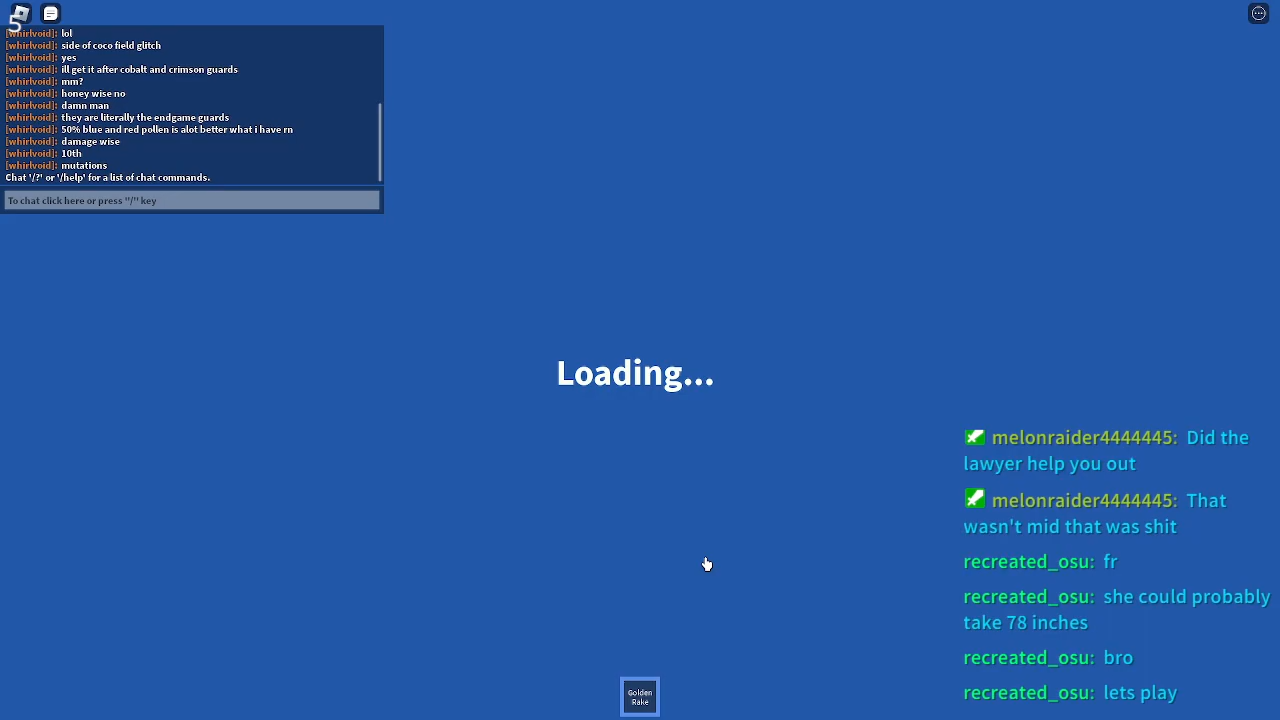 5
[whirlvoid]: lol
[whirlvoid]: side of coco field glitch
[whirlvoid]: yes
[whirlvoid]: ill get it after cobalt and crimson guards
[whirlvoid]: mm?
[whirlvoid]: honey wise no
[whirlvoid]: damn man
[whirlvoid]: they are literally the endgame guards
[whirlvoid]: 50% blue and red pollen is alot better what i have rn
[whirlvoid]: damage wise
[whirlvoid]: 10th
[whirlvoid]: mutations
Chat '/?' or '/help' for a list of chat commands.
To chat click here or press "/" key
Loading...
melonraider4444445: Did the
lawyer help you out
melonraider4444445: That
wasn't mid that was shit
recreated_osu: fr
recreated_osu: she could probably
take 78 inches
recreated_osu: bro
recreated_osu: lets play
Golden
Rake